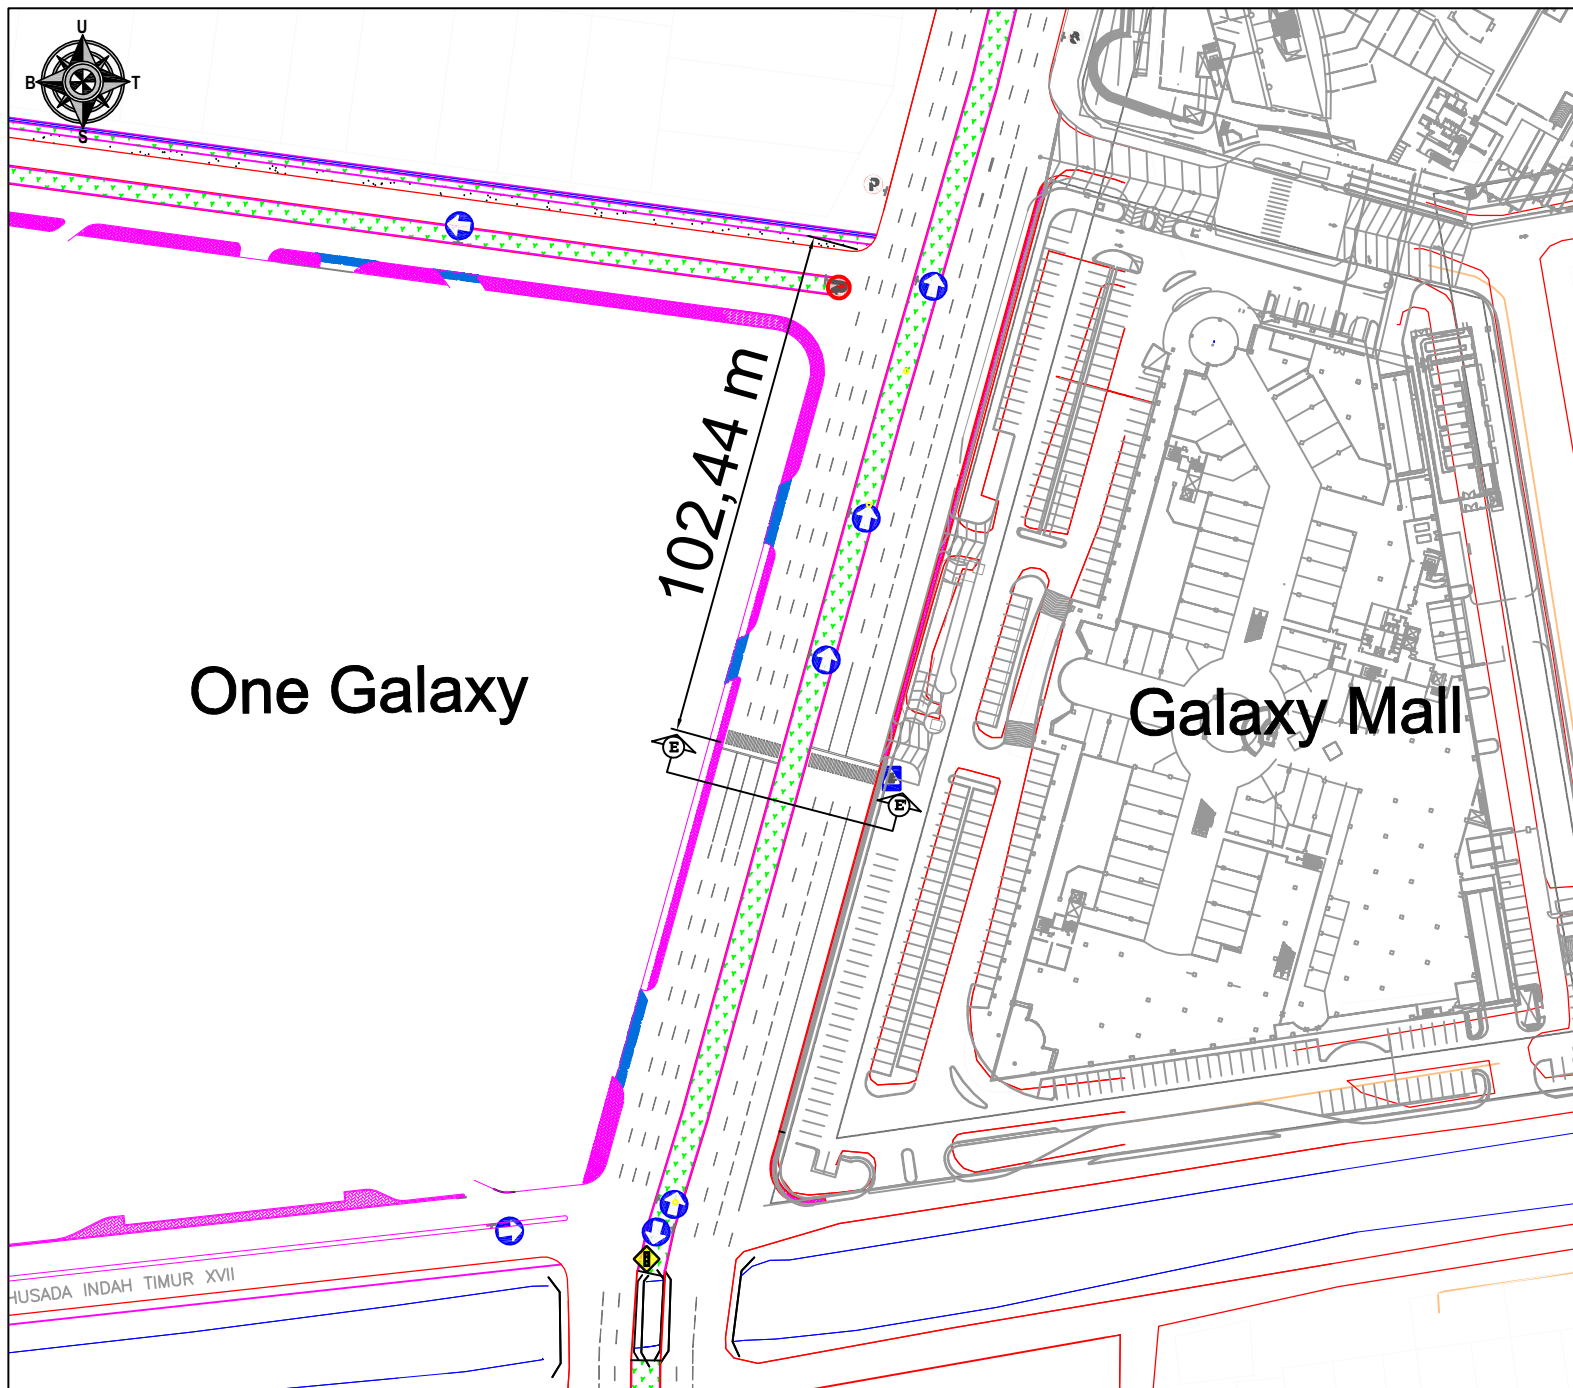 U
B T
S
P
102,44 m
One Galaxy
Galaxy Mall
E
E'
HUSADA INDAH TIMUR XVII